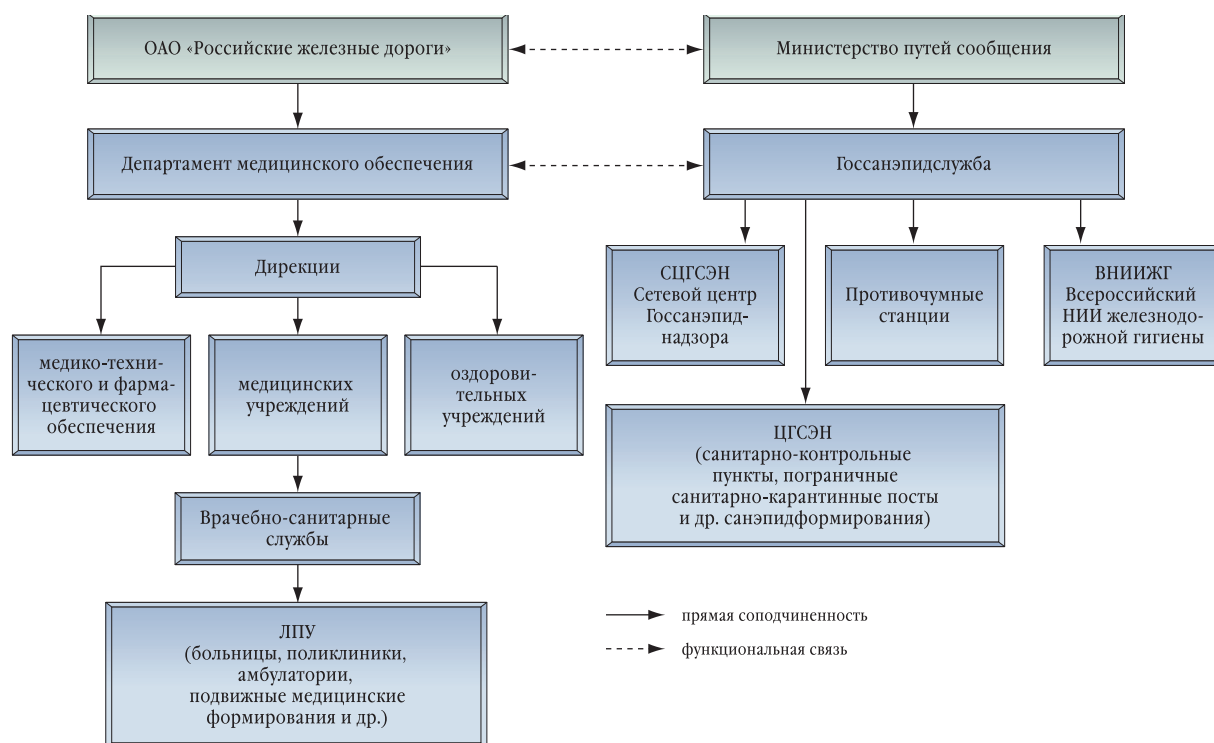 ОАО «Российские железные дороги»
Министерство путей сообщения
Департамент медицинского обеспечения
Госсанэпидслужба
Дирекции
медико-техни-
ческого и фарма-
цевтического
обеспечения
медицинских
учреждений
оздорови-
тельных
учреждений
Врачебно-санитарные
службы
ЛПУ
(больницы, поликлиники,
амбулатории,
подвижные медицинские
формирования и др.)
СЦГСЭН
Сетевой центр
Госсанэпид-
надзора
Противочумные
станции
ВНИИЖГ
Всероссийский
НИИ железнодо-
рожной гигиены
ЦГСЭН
(санитарно-контрольные
пункты, пограничные
санитарно-карантинные посты
и др. санэпидформирования)
прямая соподчиненность
функциональная связь